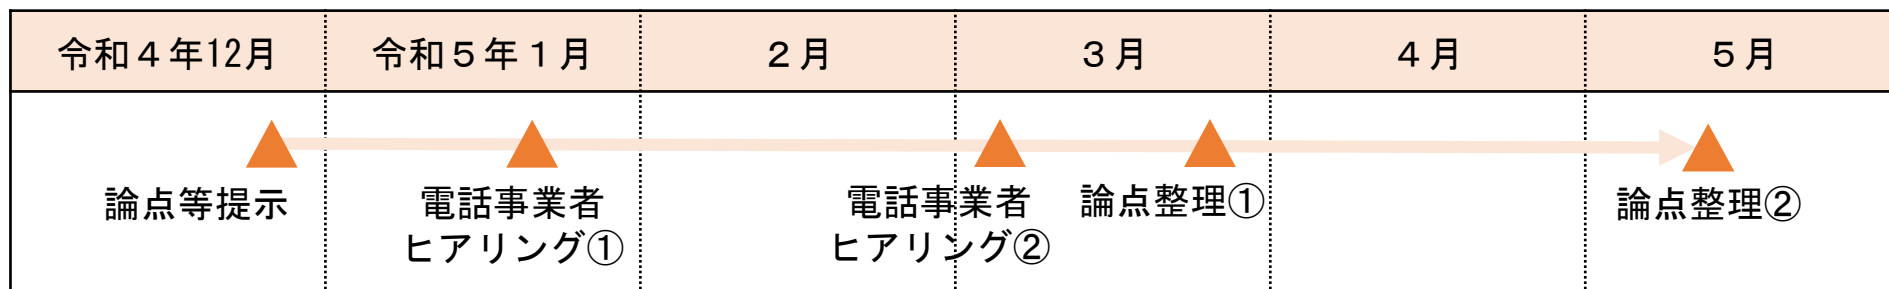 令和４年12月 令和５年１月 ２月 ３月 ４月 ５月
論点等提示 電話事業者 電話事業者 論点整理① 論点整理②
ヒアリング① ヒアリング②